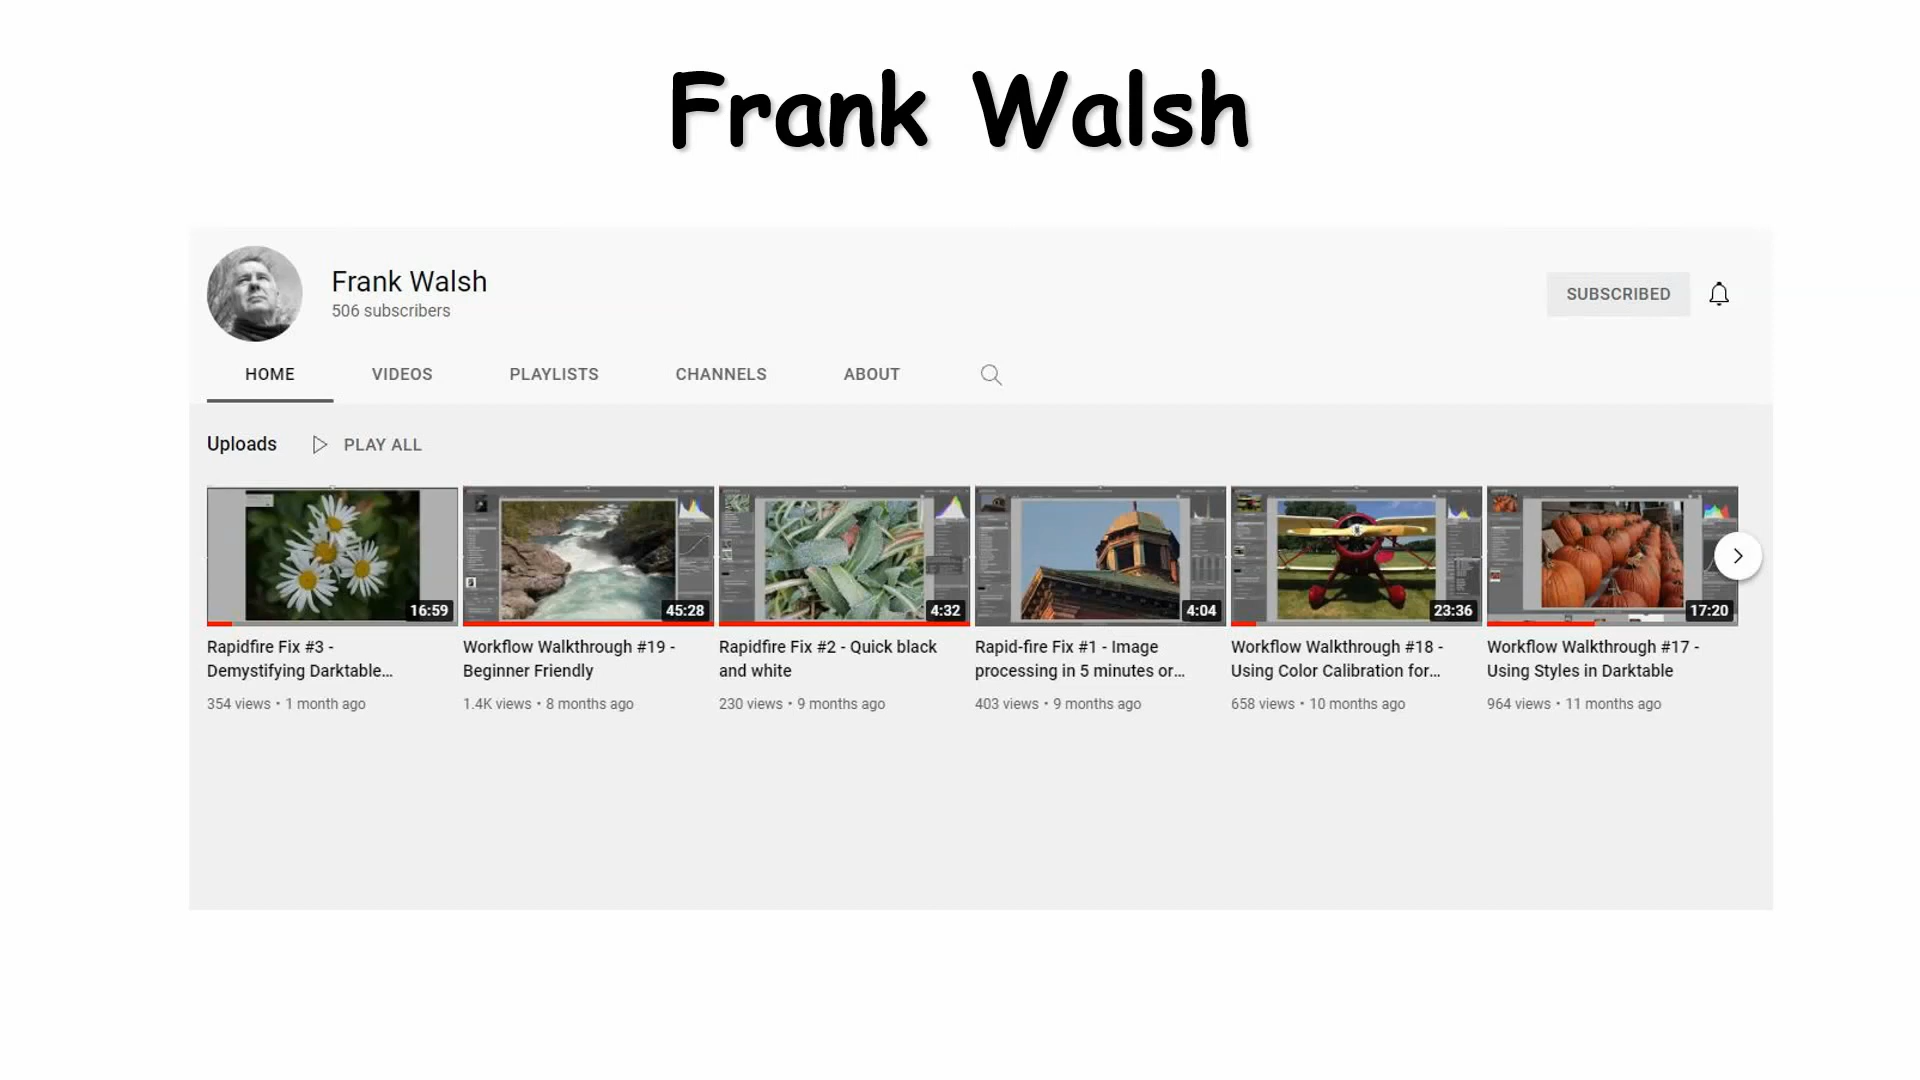 Frank Walsh
Frank Walsh
506 subscribers
SUBSCRIBED
HOME VIDEOS PLAYLISTS CHANNELS ABOUT
Uploads PLAY ALL
16:59 45:28 4:32 4:04 23:36 17:20
Rapidfire Fix #3 -
Demystifying Darktable...
354 views • 1 month ago
Workflow Walkthrough #19 -
Beginner Friendly
1.4K views • 8 months ago
Rapidfire Fix #2 - Quick black
and white
230 views • 9 months ago
Rapid-fire Fix #1 - Image
processing in 5 minutes or...
403 views • 9 months ago
Workflow Walkthrough #18 -
Using Color Calibration for...
658 views • 10 months ago
Workflow Walkthrough #17 -
Using Styles in Darktable
964 views • 11 months ago